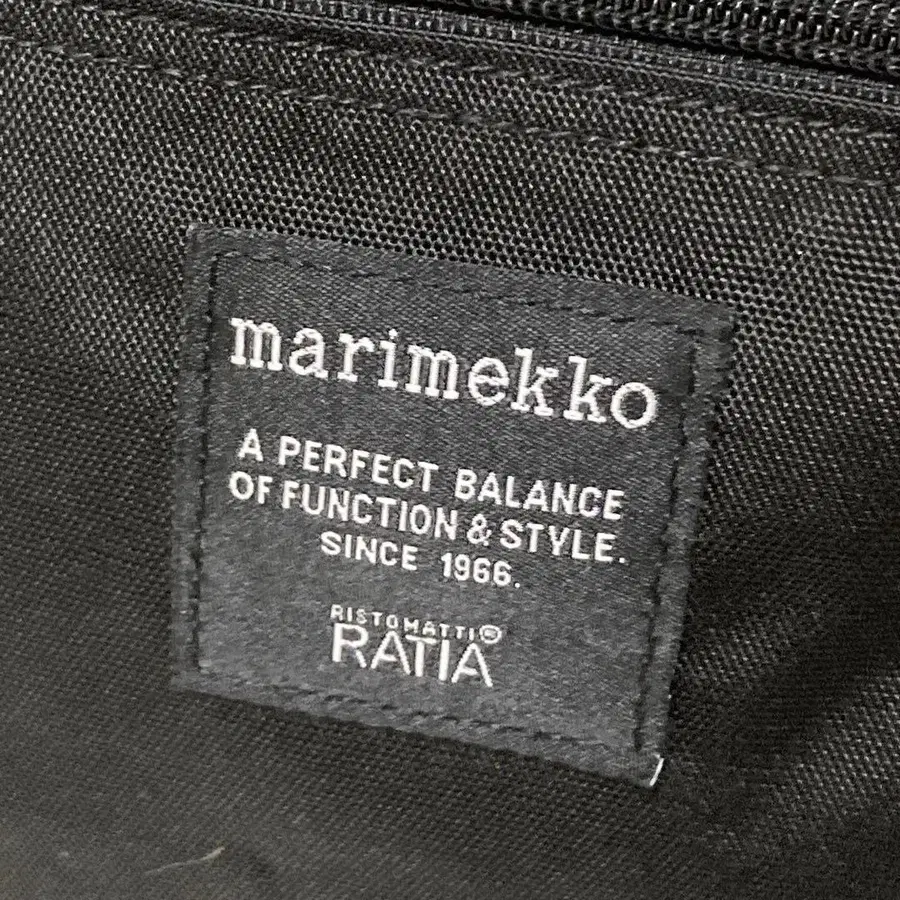 marimekko
A PERFECT BALANCE
OF FUNCTION & STYLE.
SINCE 1966.
RISTOMATTI®
RATIA